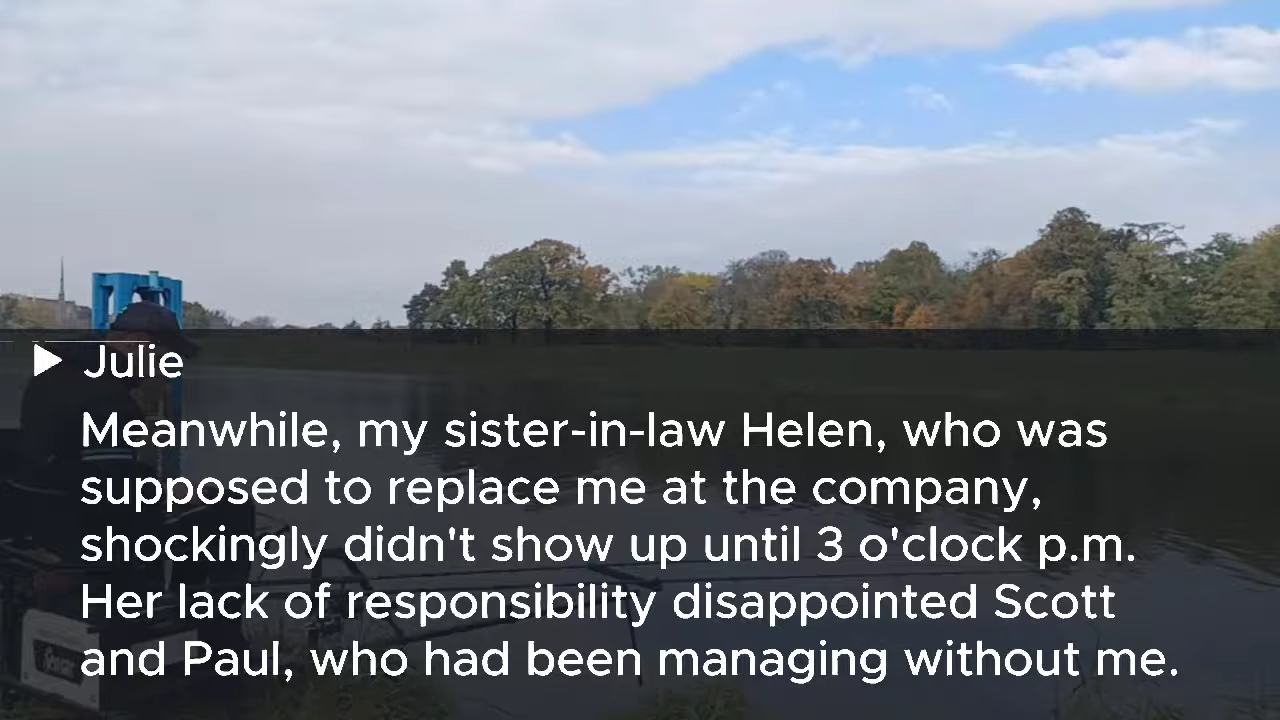 Julie
Meanwhile, my sister-in-law Helen, who was
supposed to replace me at the company,
shockingly didn't show up until 3 o'clock p.m.
Her lack of responsibility disappointed Scott
and Paul, who had been managing without me.